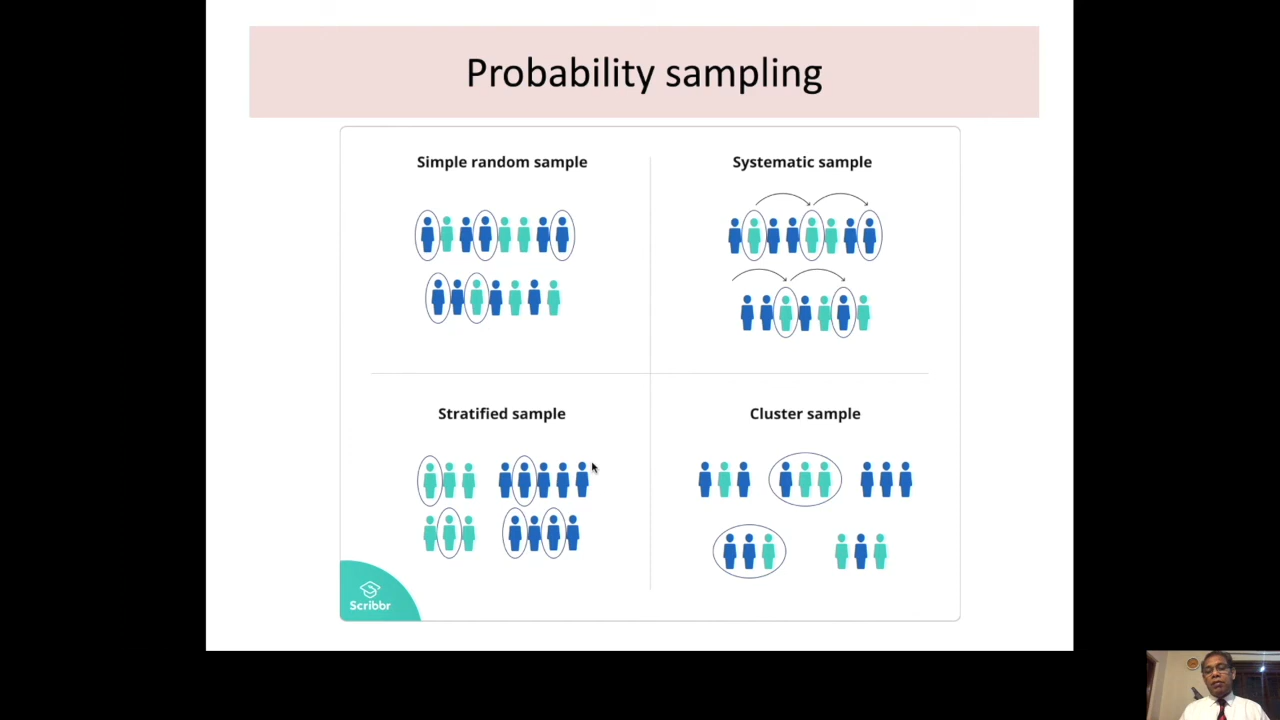 Probability sampling
Simple random sample
Systematic sample
Stratified sample
Cluster sample
Scribbr